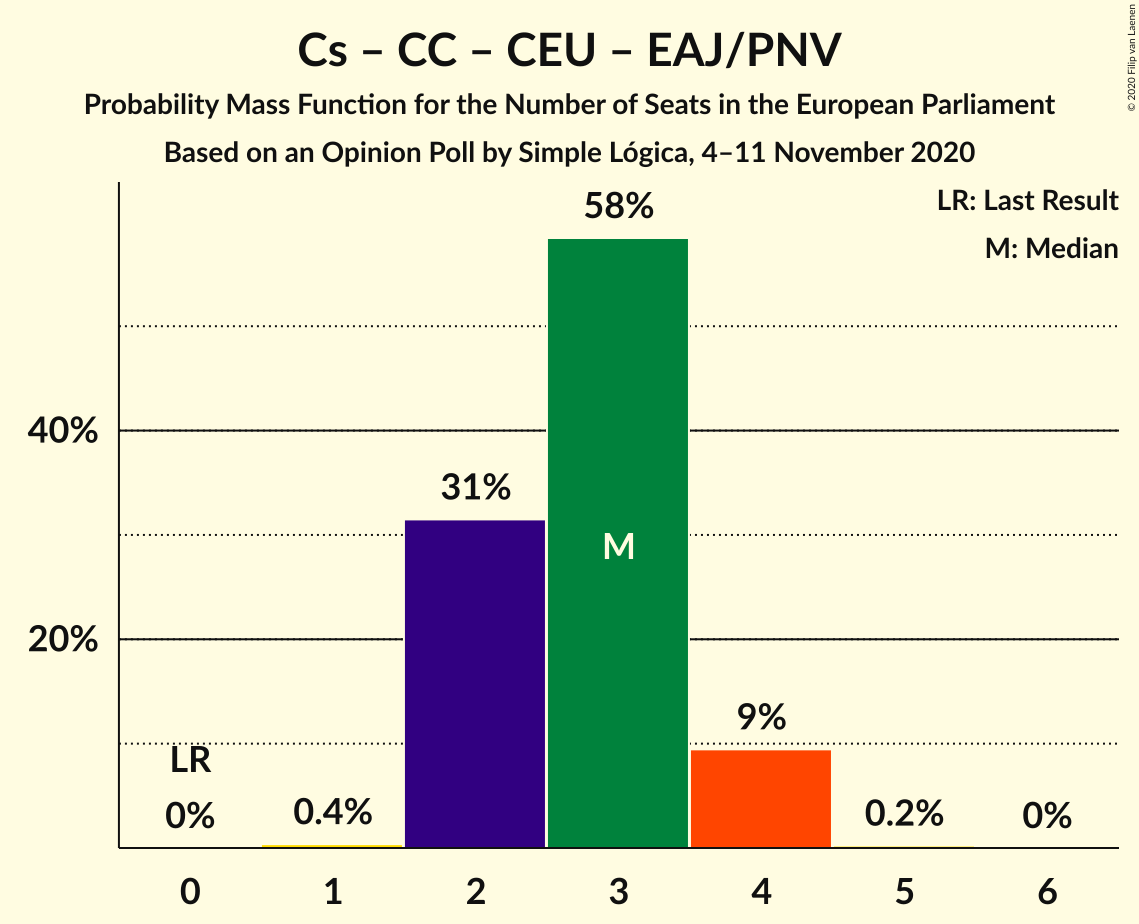 Cs – CC – CEU – EAJ/PNV
Probability Mass Function for the Number of Seats in the European Parliament
Based on an Opinion Poll by Simple Lógica, 4–11 November 2020
© 2020 Filip van Laenen
LR: Last Result
M: Median
58%
40%
31%
M
20%
9%
LR
0%
0.4%
0.2%
0%
0 1 2 3 4 5 6